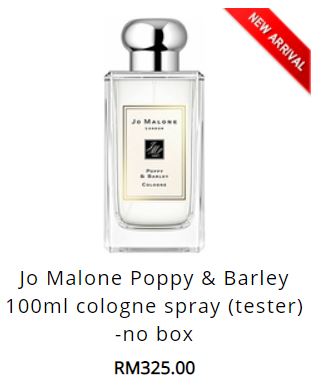 NEW ARRIVAL
JO MALONE
LONDON
POPPY
& BARLEY
COLOGNE
Jo Malone Poppy & Barley
100ml cologne spray (tester)
-no box
RM325.00